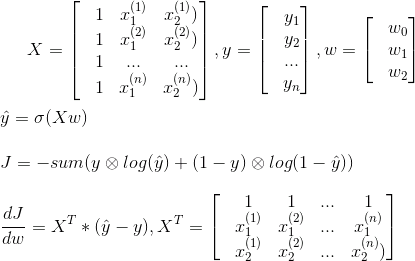 X = [ 1 x_1^{(1)} x_2^{(1)}) ; 1 x_1^{(2)} x_2^{(2)}) ; 1 ... ... ; 1 x_1^{(n)} x_2^{(n)}) ] , y = [ y_1 ; y_2 ; ... ; y_n ] , w = [ w_0 ; w_1 ; w_2 ]
ŷ = σ(Xw)
J = −sum(y ⊗ log(ŷ) + (1 − y) ⊗ log(1 − ŷ))
dJ/dw = X^T * (ŷ − y), X^T = [ 1 1 ... 1 ; x_1^{(1)} x_1^{(2)} ... x_1^{(n)} ; x_2^{(1)} x_2^{(2)} ... x_2^{(n)}) ]